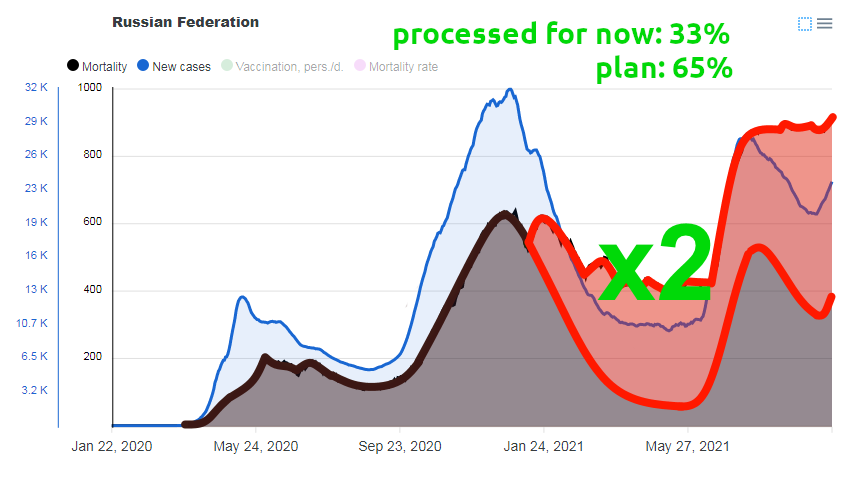 Russian Federation
processed for now: 33%
plan: 65%
Mortality New cases Vaccination, pers./d. Mortality rate
32 K 1000
29 K
26 K 800
23 K
19 K 600
16 K
x2
13 K 400
10.7 K
6.5 K 200
3.2 K
Jan 22, 2020 May 24, 2020 Sep 23, 2020 Jan 24, 2021 May 27, 2021